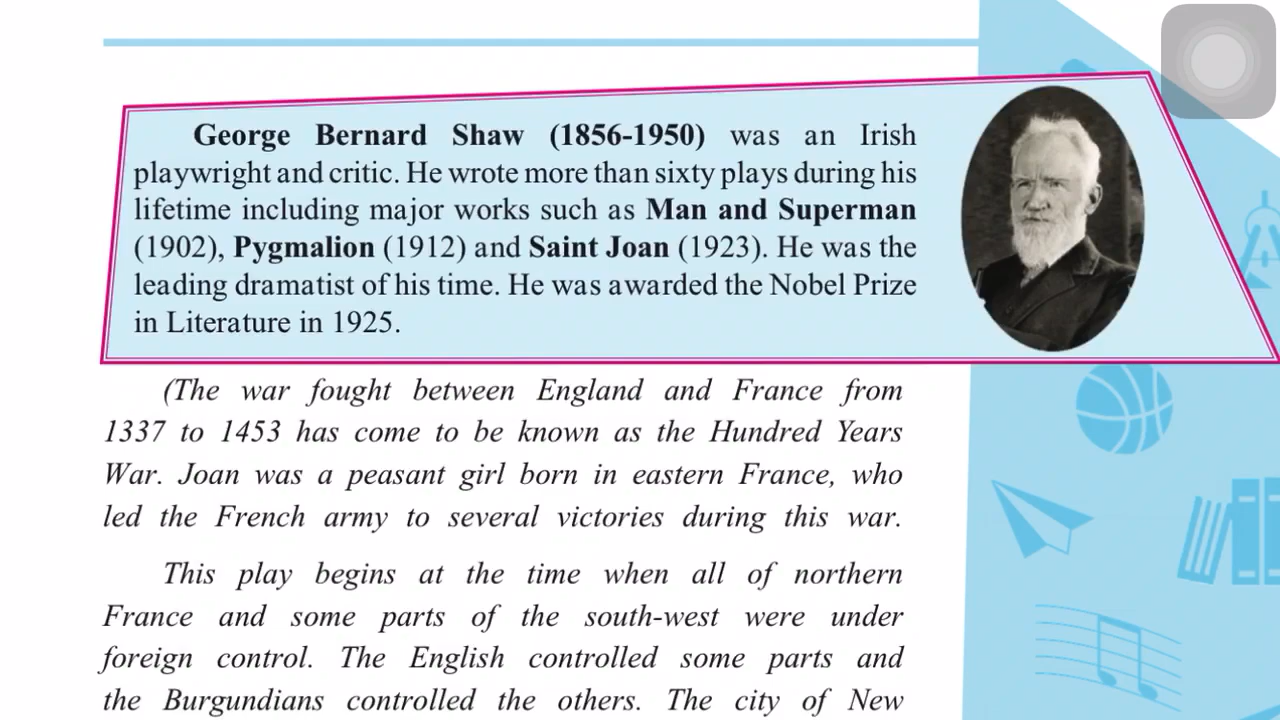 George Bernard Shaw (1856-1950) was an Irish
playwright and critic. He wrote more than sixty plays during his
lifetime including major works such as Man and Superman
(1902), Pygmalion (1912) and Saint Joan (1923). He was the
leading dramatist of his time. He was awarded the Nobel Prize
in Literature in 1925.
(The war fought between England and France from
1337 to 1453 has come to be known as the Hundred Years
War. Joan was a peasant girl born in eastern France, who
led the French army to several victories during this war.
This play begins at the time when all of northern
France and some parts of the south-west were under
foreign control. The English controlled some parts and
the Burgundians controlled the others. The city of New